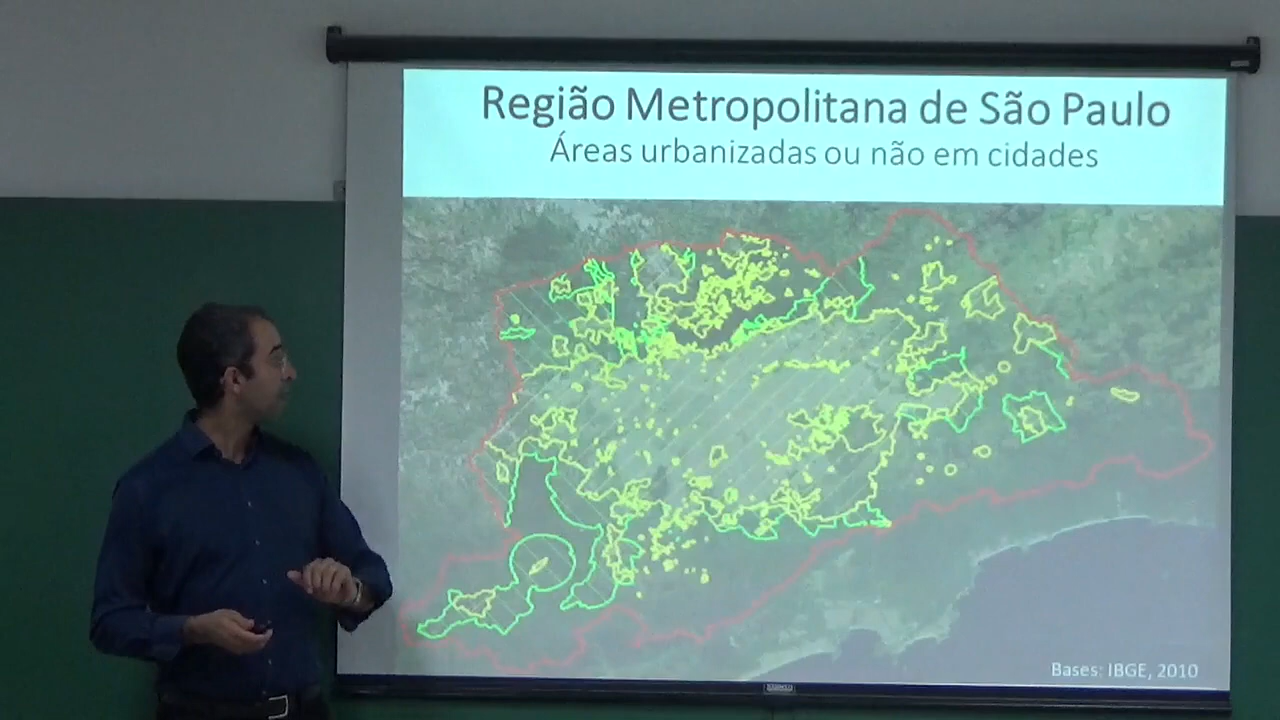 Região Metropolitana de São Paulo
Áreas urbanizadas ou não em cidades
Bases: IBGE, 2010